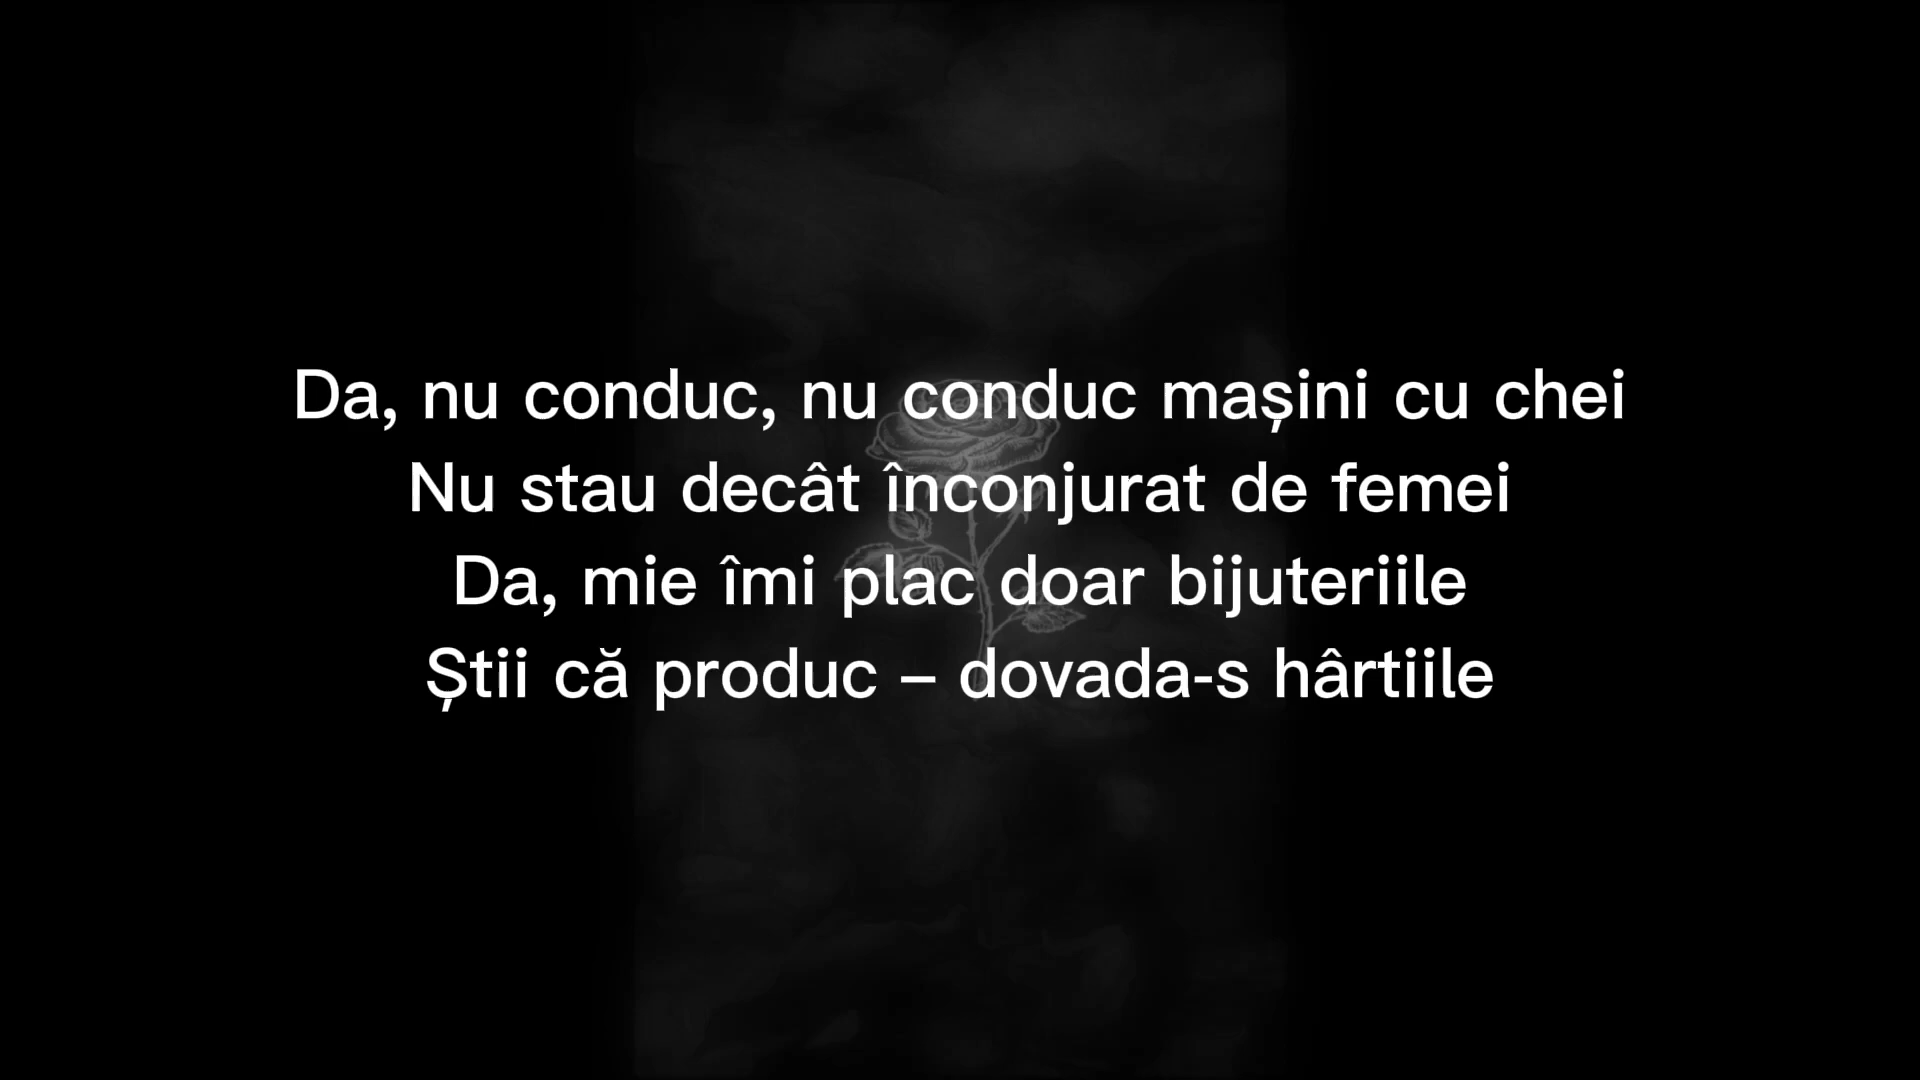 Da, nu conduc, nu conduc mașini cu chei
Nu stau decât înconjurat de femei
Da, mie îmi plac doar bijuteriile
Știi că produc – dovada-s hârtiile